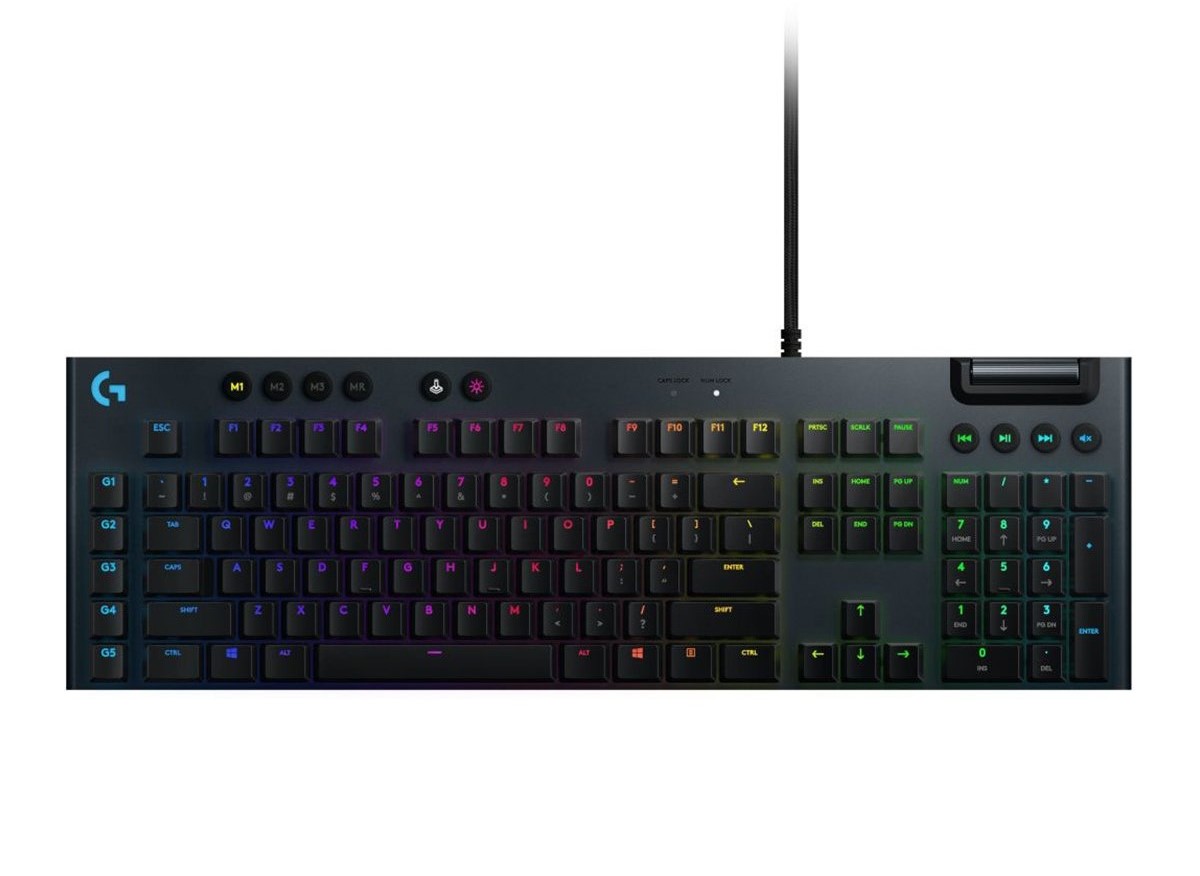 M1 M2 M3 MR CAPS LOCK NUM LOCK
ESC F1 F2 F3 F4 F5 F6 F7 F8 F9 F10 F11 F12 PRTSC SCRLK PAUSE
G1 ` 1 2 3 4 5 6 7 8 9 0 - = ← INS HOME PG UP NUM / * -
~ ! @ # $ % ^ & * ( ) _ +
G2 TAB Q W E R T Y U I O P [ ] \ DEL END PG DN 7 8 9 +
{ } | HOME ↑ PG UP
G3 CAPS A S D F G H J K L ; ' ENTER 4 5 6
: " ← →
G4 SHIFT Z X C V B N M , . / SHIFT ↑ 1 2 3 ENTER
< > ? END ↓ PG DN
G5 CTRL ALT ALT CTRL ← ↓ → 0 .
INS DEL